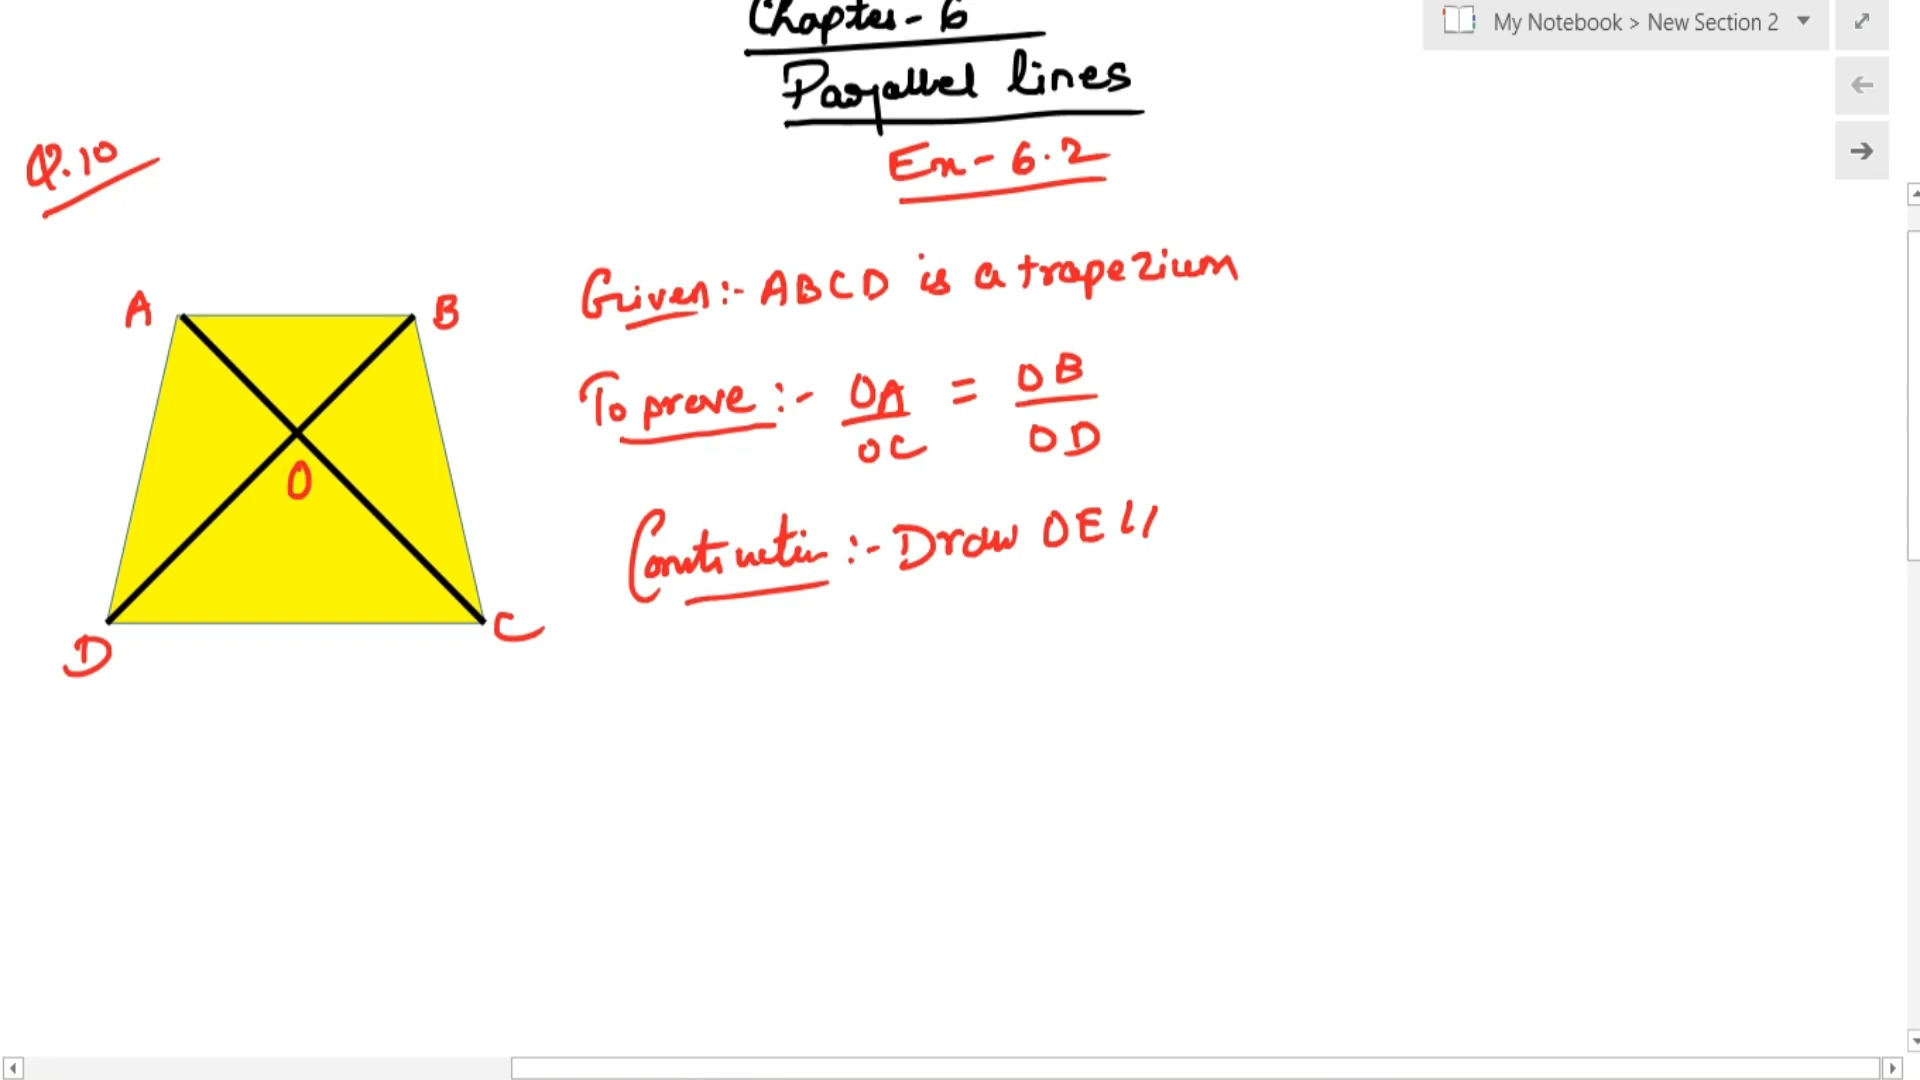 Chapter - 6
My Notebook > New Section 2
Parallel lines
Q.10
Ex - 6.2
Given :- ABCD is a trapezium
A B
To prove :- OA/OC = OB/OD
O
Construction :- Draw OE ||
D C